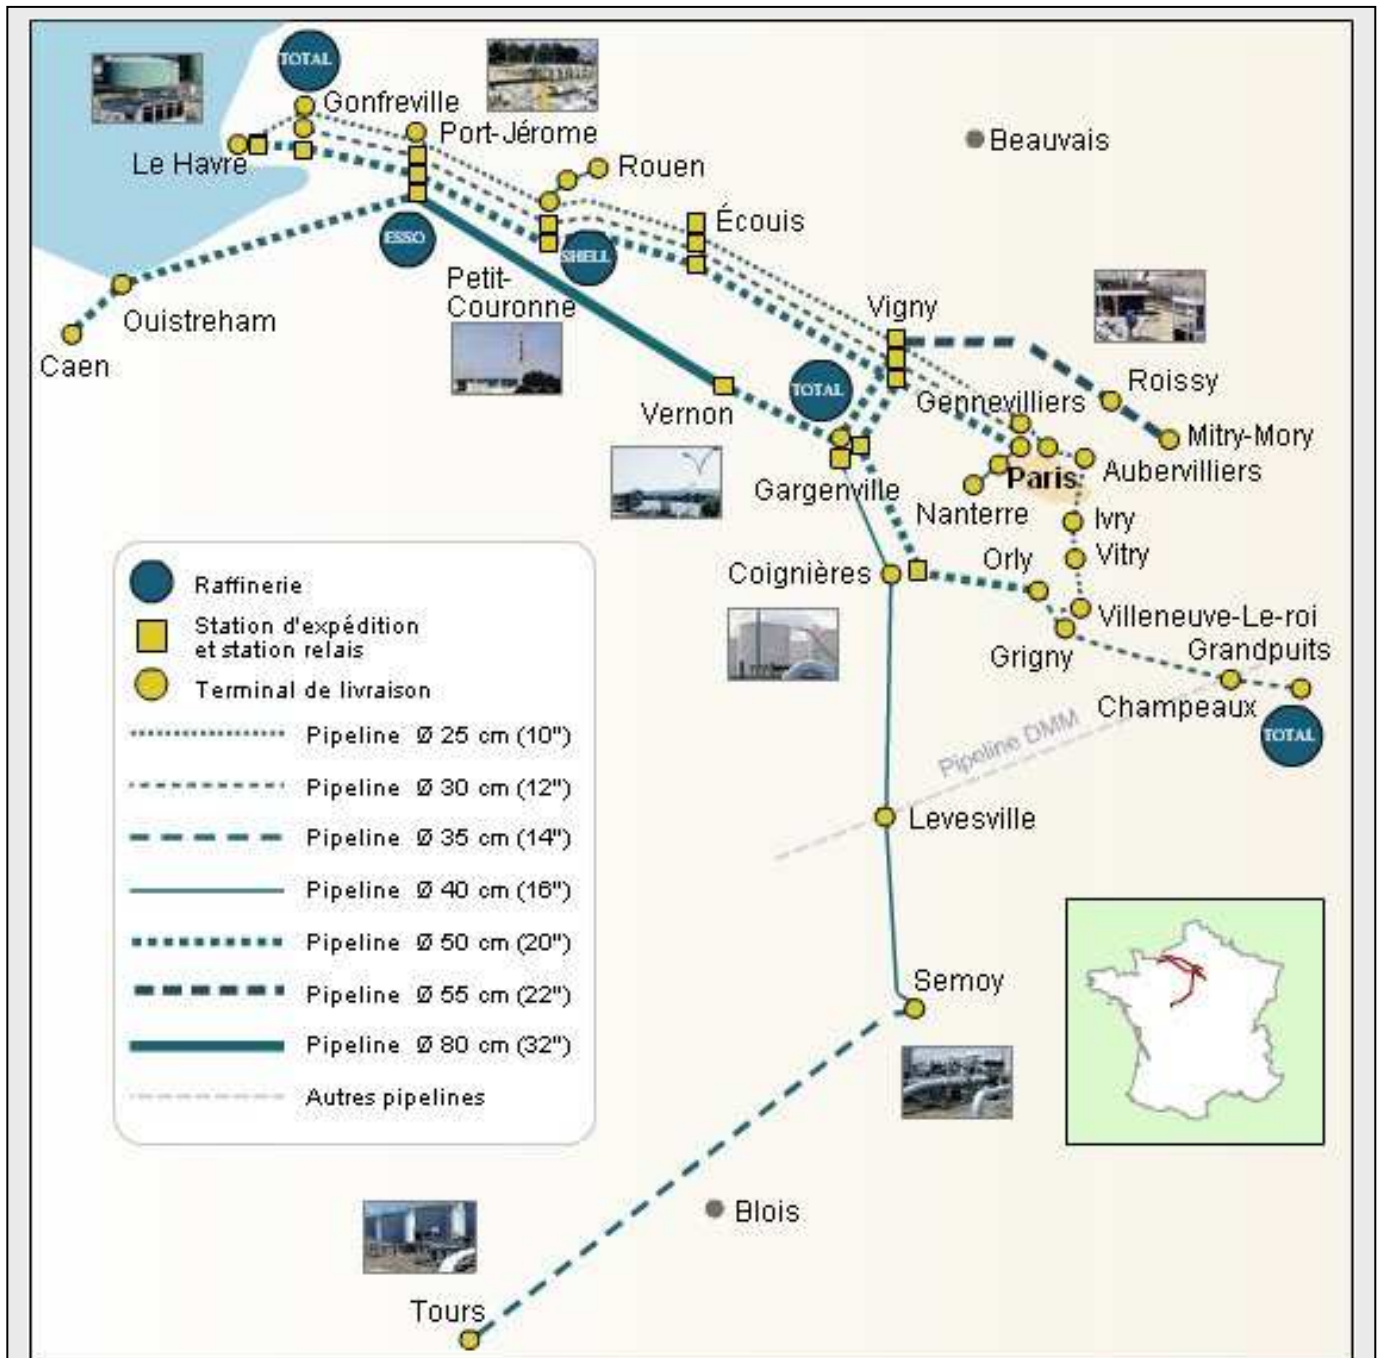 TOTAL
Gonfreville
Port-Jérome
Beauvais
Le Havre
Rouen
Écouis
ESSO
SHELL
Petit-
Couronne
Ouistreham
Caen
Vigny
TOTAL
Roissy
Gennevilliers
Vernon
Mitry-Mory
Aubervilliers
Paris
Gargenville
Nanterre
Ivry
Vitry
Orly
Coignières
Villeneuve-Le-roi
Grigny
Grandpuits
Champeaux
TOTAL
Pipeline DMM
Levesville
Semoy
Blois
Tours
Raffinerie
Station d'expédition
et station relais
Terminal de livraison
Pipeline Ø 25 cm (10")
Pipeline Ø 30 cm (12")
Pipeline Ø 35 cm (14")
Pipeline Ø 40 cm (16")
Pipeline Ø 50 cm (20")
Pipeline Ø 55 cm (22")
Pipeline Ø 80 cm (32")
Autres pipelines